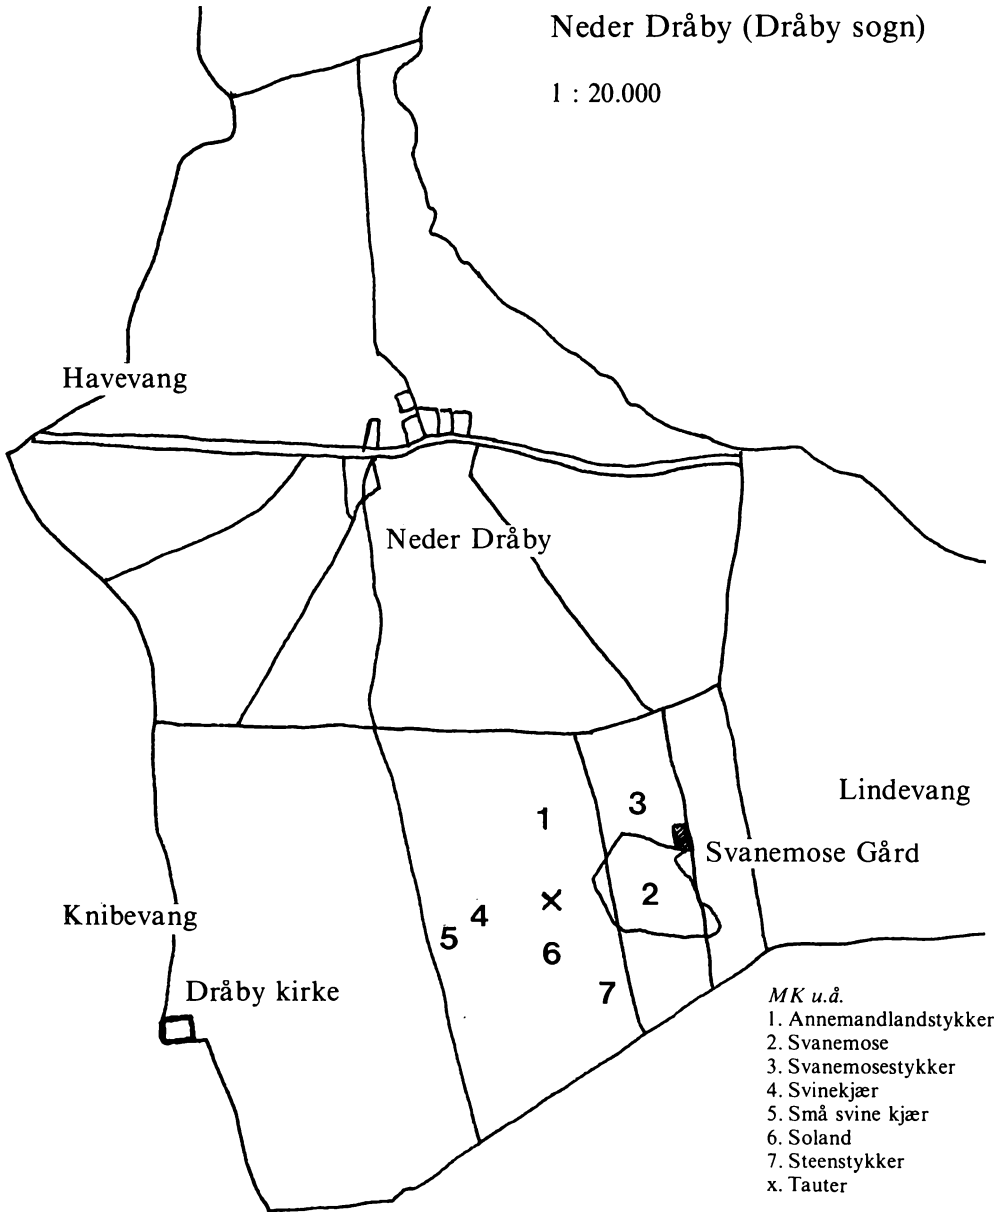 Neder Dråby (Dråby sogn)
1 : 20.000
Havevang
Neder Dråby
Lindevang
3
1
Svanemose Gård
2
x
4
Knibevang
5
6
Dråby kirke
7
MK u.å.
1. Annemandlandstykker
2. Svanemose
3. Svanemosestykker
4. Svinekjær
5. Små svine kjær
6. Soland
7. Steenstykker
x. Tauter